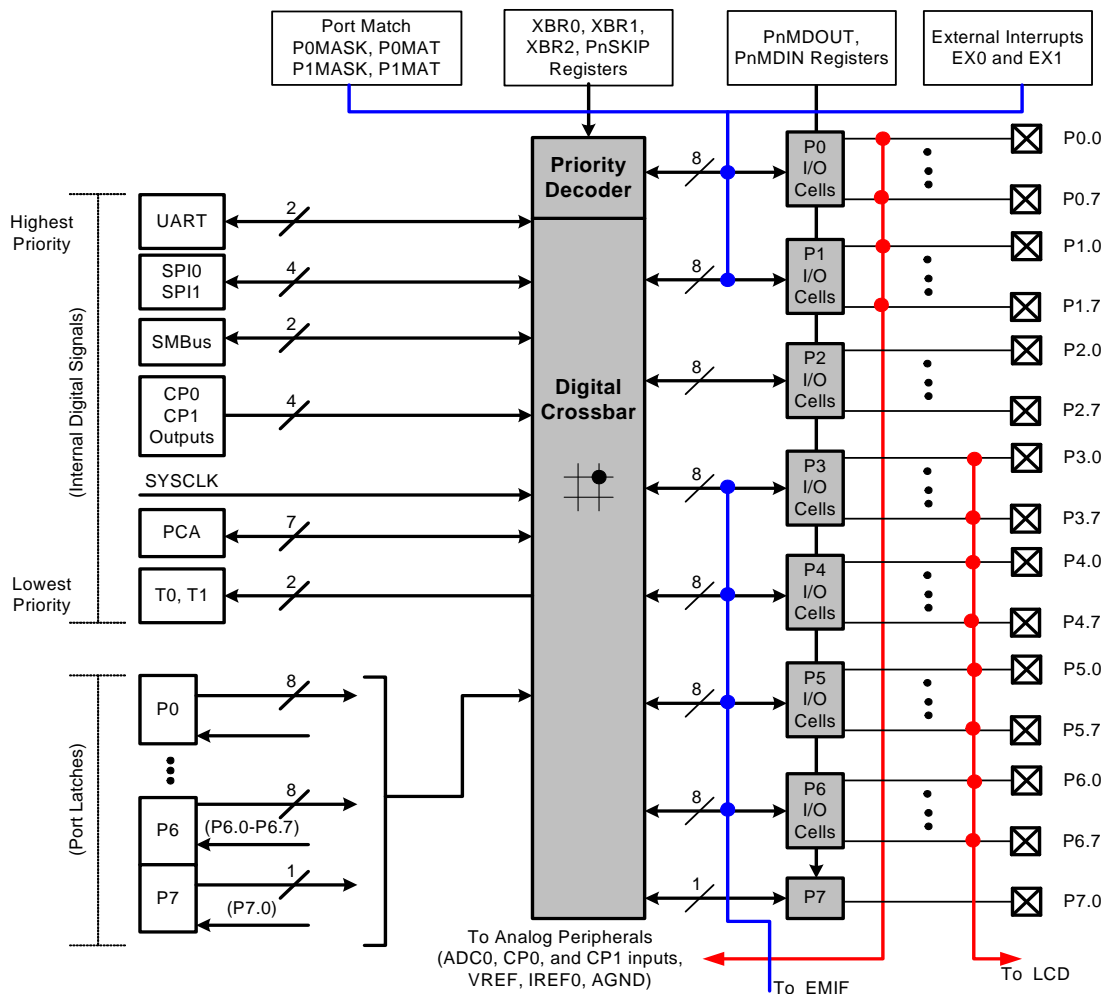 Port Match
P0MASK, P0MAT
P1MASK, P1MAT
XBR0, XBR1,
XBR2, PnSKIP
Registers
PnMDOUT,
PnMDIN Registers
External Interrupts
EX0 and EX1
Priority
Decoder
Digital
Crossbar
Highest
Priority
(Internal Digital Signals)
Lowest
Priority
UART
2
SPI0
SPI1
4
SMBus
2
CP0
CP1
Outputs
4
SYSCLK
PCA
7
T0, T1
2
(Port Latches)
P0
8
P6
8
(P6.0-P6.7)
P7
1
(P7.0)
8
P0
I/O
Cells
P0.0
P0.7
8
P1
I/O
Cells
P1.0
P1.7
8
P2
I/O
Cells
P2.0
P2.7
8
P3
I/O
Cells
P3.0
P3.7
8
P4
I/O
Cells
P4.0
P4.7
8
P5
I/O
Cells
P5.0
P5.7
8
P6
I/O
Cells
P6.0
P6.7
1
P7
P7.0
To Analog Peripherals
(ADC0, CP0, and CP1 inputs,
VREF, IREF0, AGND)
To EMIF
To LCD